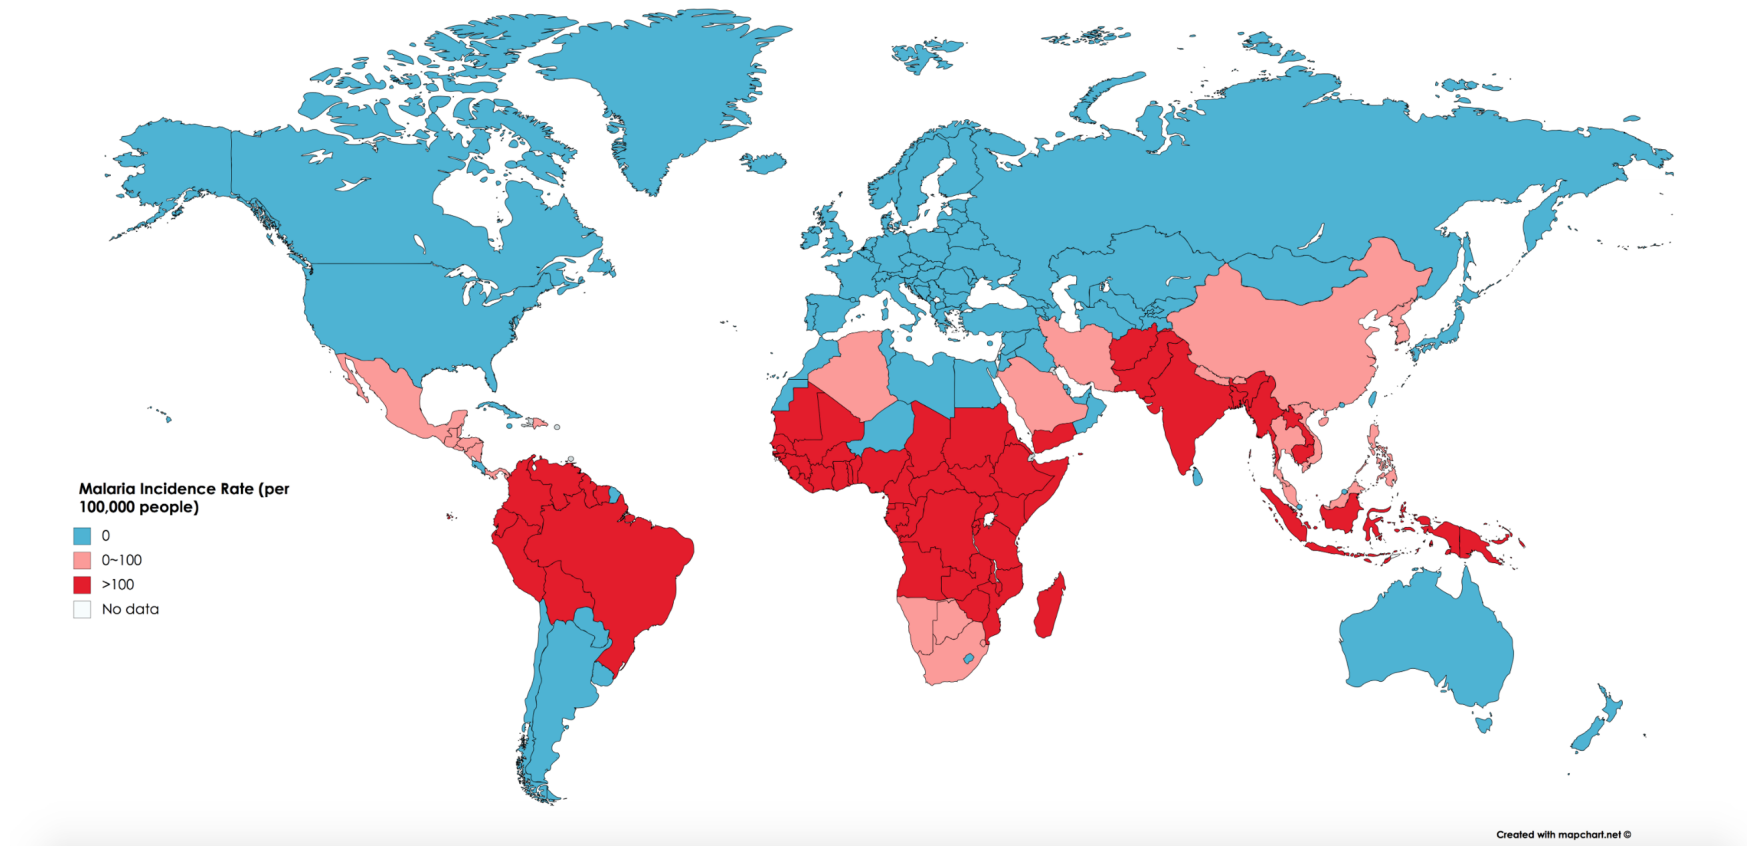 Malaria Incidence Rate (per
100,000 people)
0
0~100
>100
No data
Created with mapchart.net ©